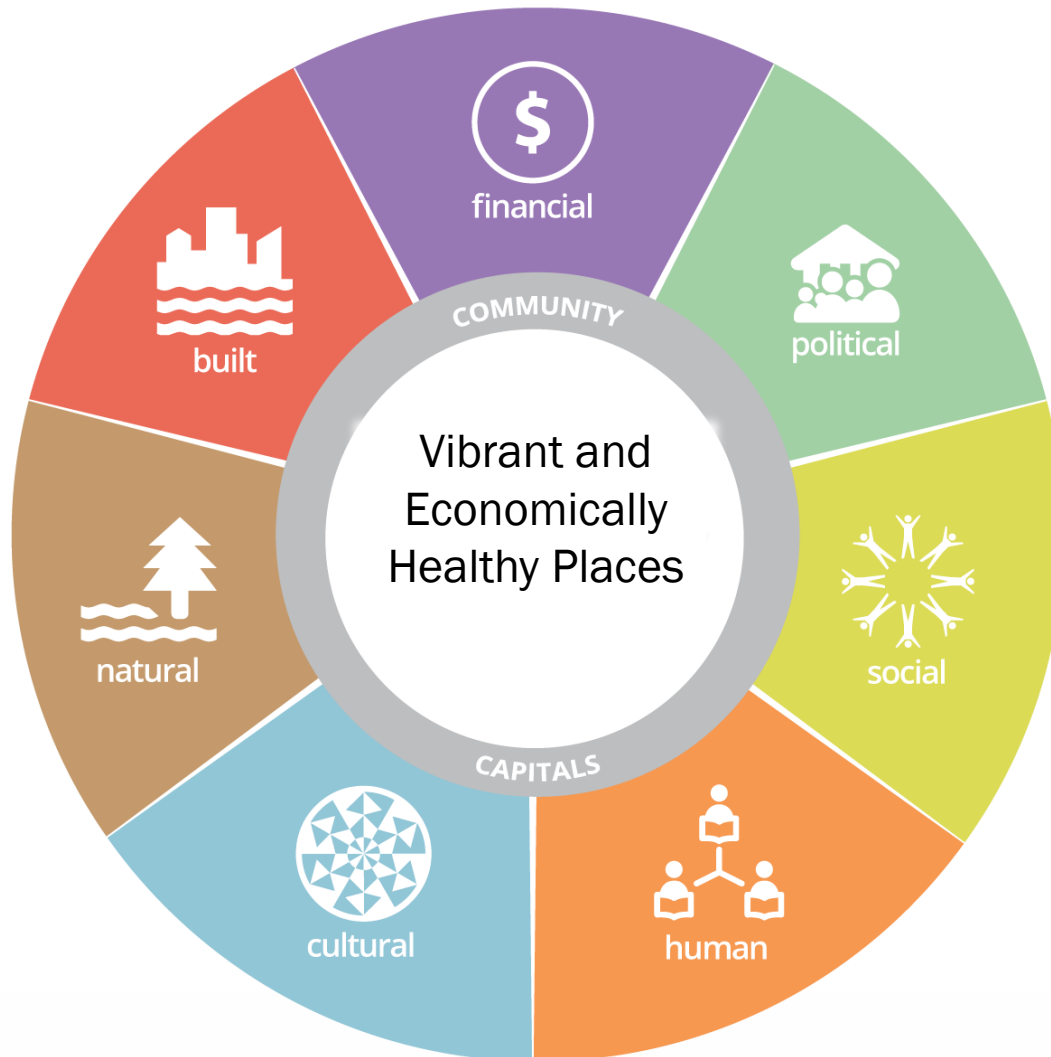 $
financial
political
social
human
cultural
natural
built
COMMUNITY
Vibrant and
Economically
Healthy Places
CAPITALS